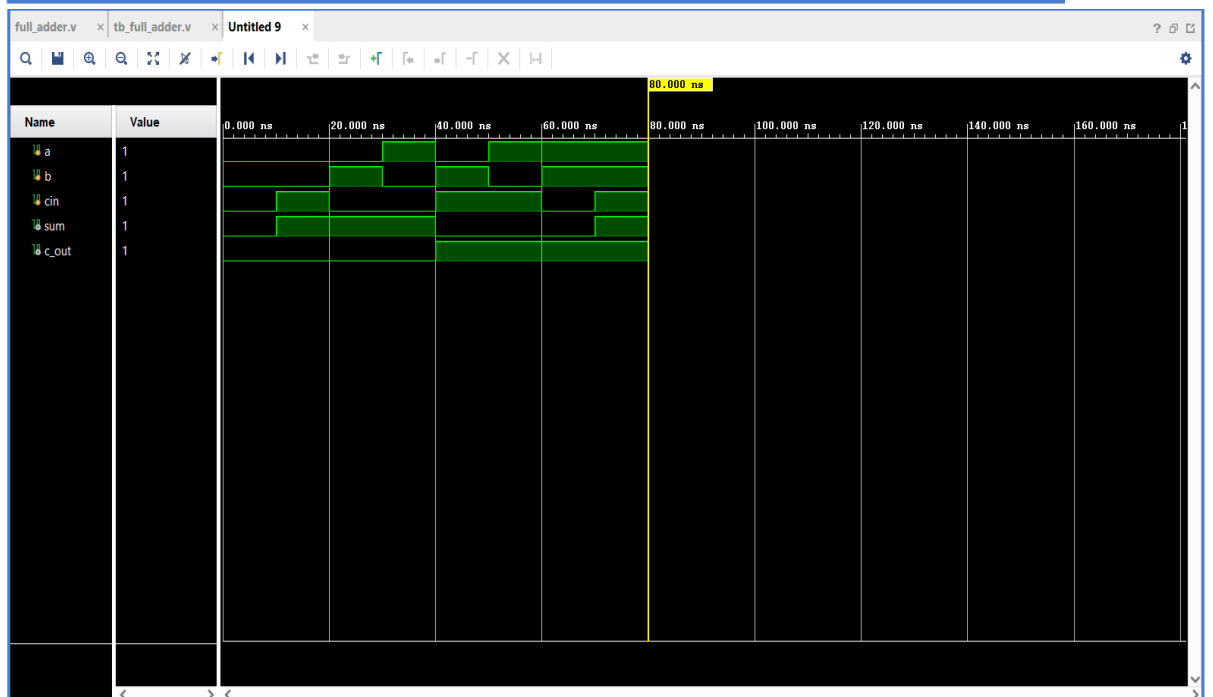 full_adder.v × tb_full_adder.v × Untitled 9 × ?
80.000 ns
Name Value 0.000 ns 20.000 ns 40.000 ns 60.000 ns 80.000 ns 100.000 ns 120.000 ns 140.000 ns 160.000 ns 1
a 1
b 1
cin 1
sum 1
c_out 1